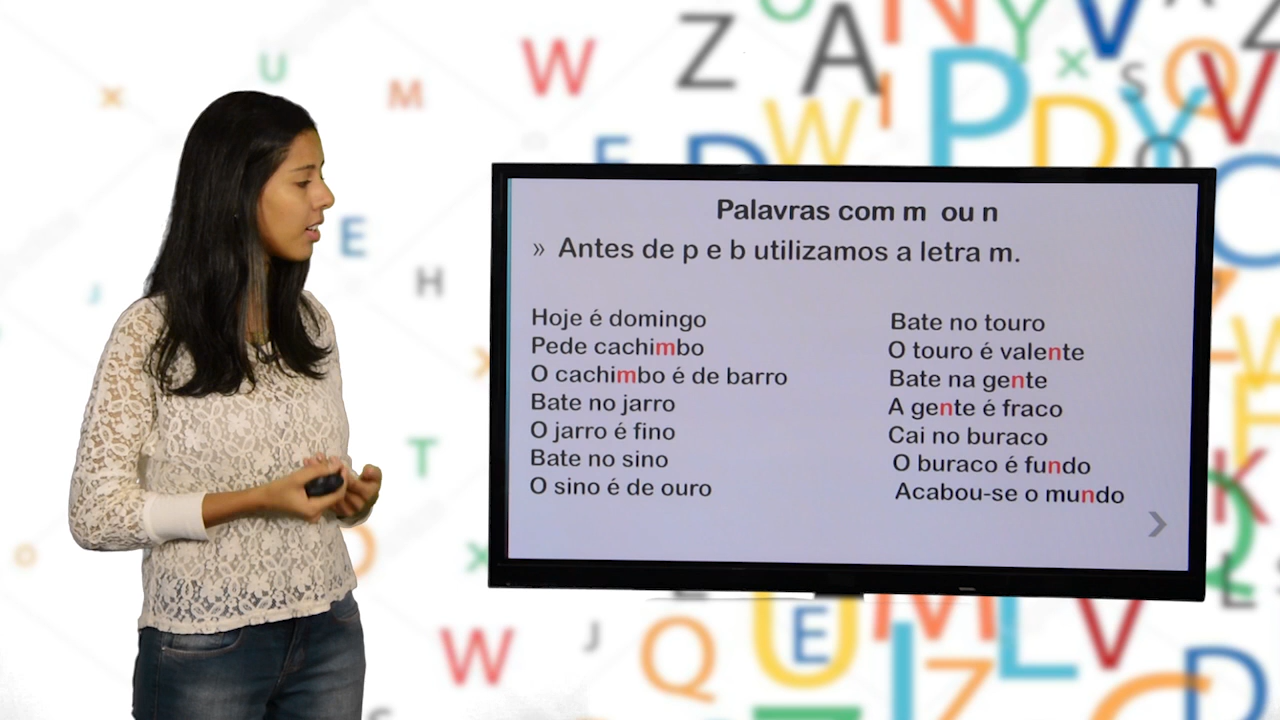 Palavras com m ou n
» Antes de p e b utilizamos a letra m.
Hoje é domingo
Pede cachimbo
O cachimbo é de barro
Bate no jarro
O jarro é fino
Bate no sino
O sino é de ouro
Bate no touro
O touro é valente
Bate na gente
A gente é fraco
Cai no buraco
O buraco é fundo
Acabou-se o mundo